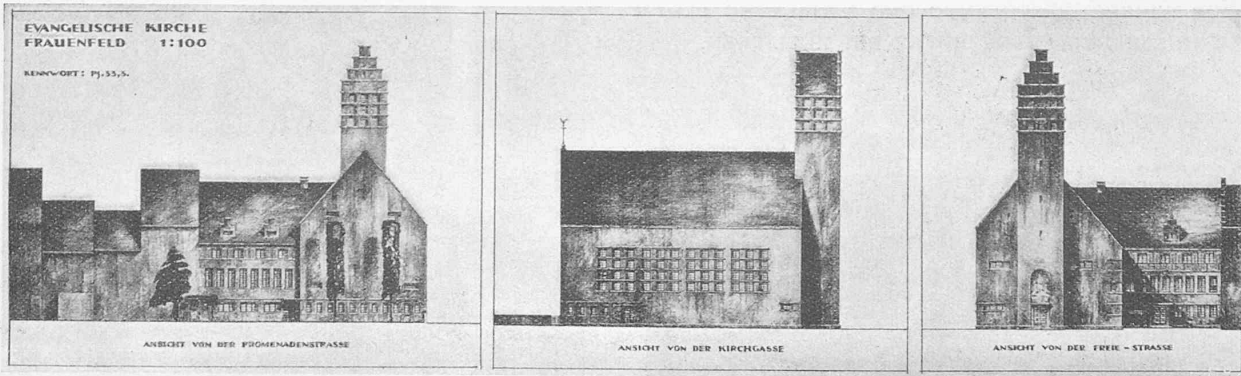 EVANGELISCHE KIRCHE
FRAUENFELD 1:100
KENNWORT: PJ.55,5.
ANSICHT VON DER PROMENADENSTRASSE
ANSICHT VON DER KIRCHGASSE
ANSICHT VON DER FREIE-STRASSE